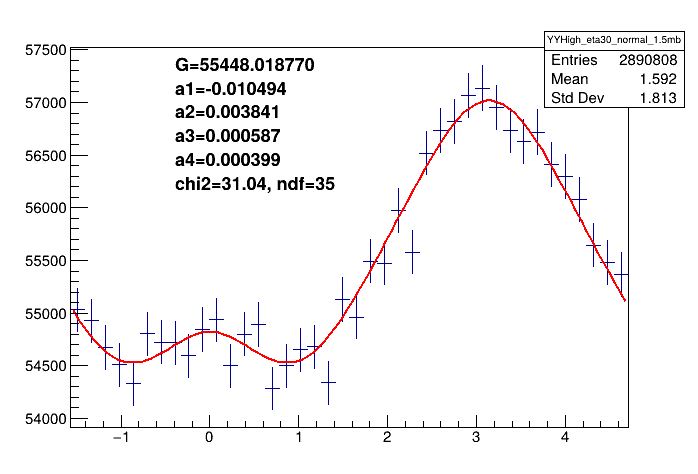 YYHigh_eta30_normal_1.5mb
Entries 2890808
Mean 1.592
Std Dev 1.813
G=55448.018770
a1=-0.010494
a2=0.003841
a3=0.000587
a4=0.000399
chi2=31.04, ndf=35
57500
57000
56500
56000
55500
55000
54500
54000
−1 0 1 2 3 4